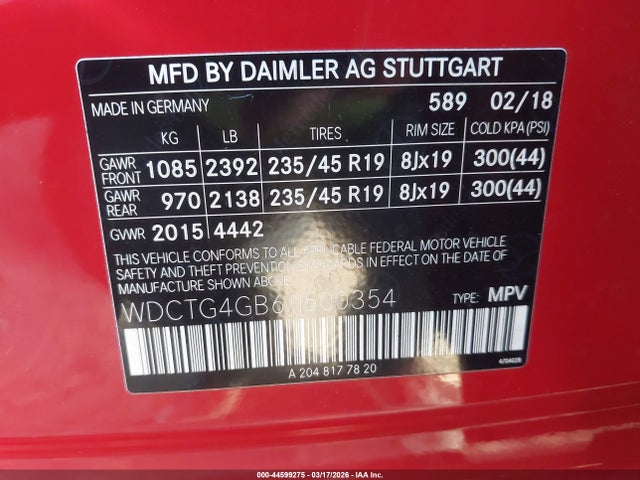 MFD BY DAIMLER AG STUTTGART
MADE IN GERMANY 589 02/18
KG LB TIRES RIM SIZE COLD KPA(PSI)
GAWR FRONT 1085 2392 235/45 R19 8Jx19 300(44)
GAWR REAR 970 2138 235/45 R19 8Jx19 300(44)
GVWR 2015 4442
THIS VEHICLE CONFORMS TO ALL APPLICABLE FEDERAL MOTOR VEHICLE
SAFETY AND THEFT PREVENTION STANDARDS IN EFFECT ON THE DATE OF
MANUFACTURE SHOWN ABOVE.
TYPE: MPV
A 204 817 78 20
000-44599275 - 03/17/2026 - IAA Inc.